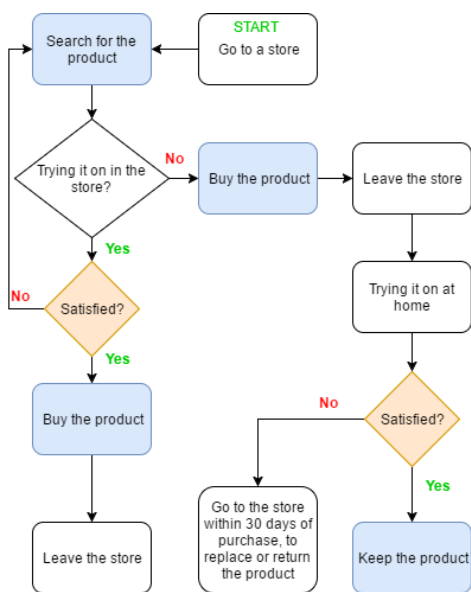 START
Go to a store
Search for the
product
Trying it on in the
store?
No
Buy the product
Leave the store
Yes
Trying it on at
home
No
Satisfied?
Yes
Buy the product
Leave the store
Satisfied?
No
Go to the store
within 30 days of
purchase, to
replace or return
the product
Yes
Keep the product